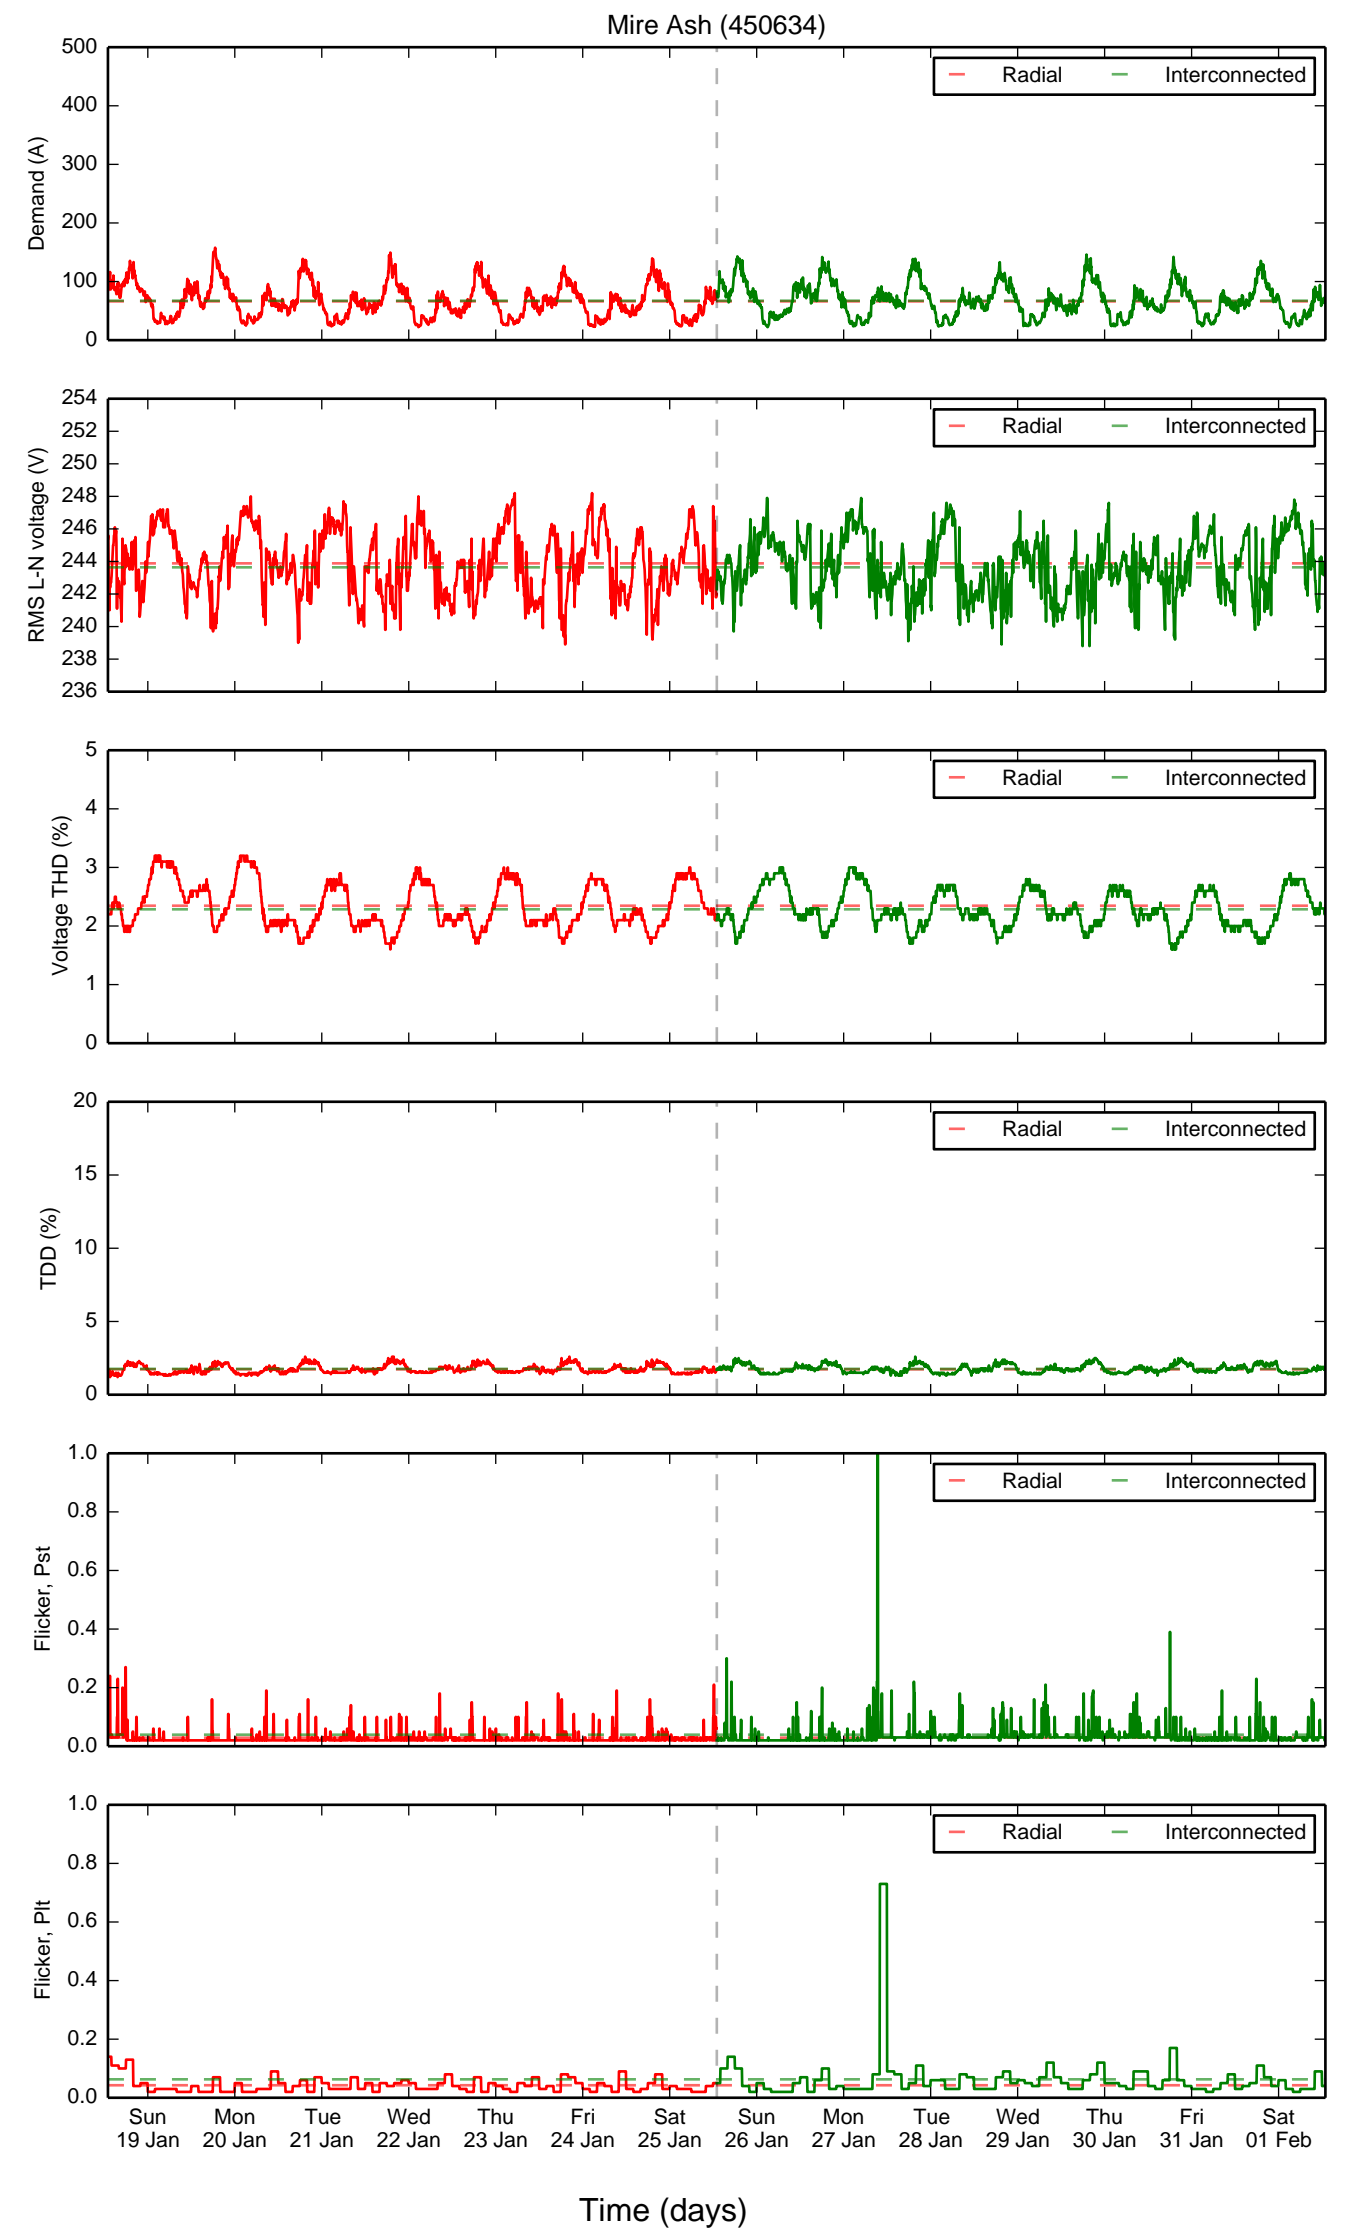 Mire Ash (450634)
500
400
300
200
100
0
Demand (A)
Radial Interconnected
254
252
250
248
246
244
242
240
238
236
RMS L-N voltage (V)
Radial Interconnected
5
4
3
2
1
0
Voltage THD (%)
Radial Interconnected
20
15
10
5
0
TDD (%)
Radial Interconnected
1.0
0.8
0.6
0.4
0.2
0.0
Flicker, Pst
Radial Interconnected
1.0
0.8
0.6
0.4
0.2
0.0
Flicker, Plt
Radial Interconnected
Sun Mon Tue Wed Thu Fri Sat Sun Mon Tue Wed Thu Fri Sat
19 Jan 20 Jan 21 Jan 22 Jan 23 Jan 24 Jan 25 Jan 26 Jan 27 Jan 28 Jan 29 Jan 30 Jan 31 Jan 01 Feb
Time (days)